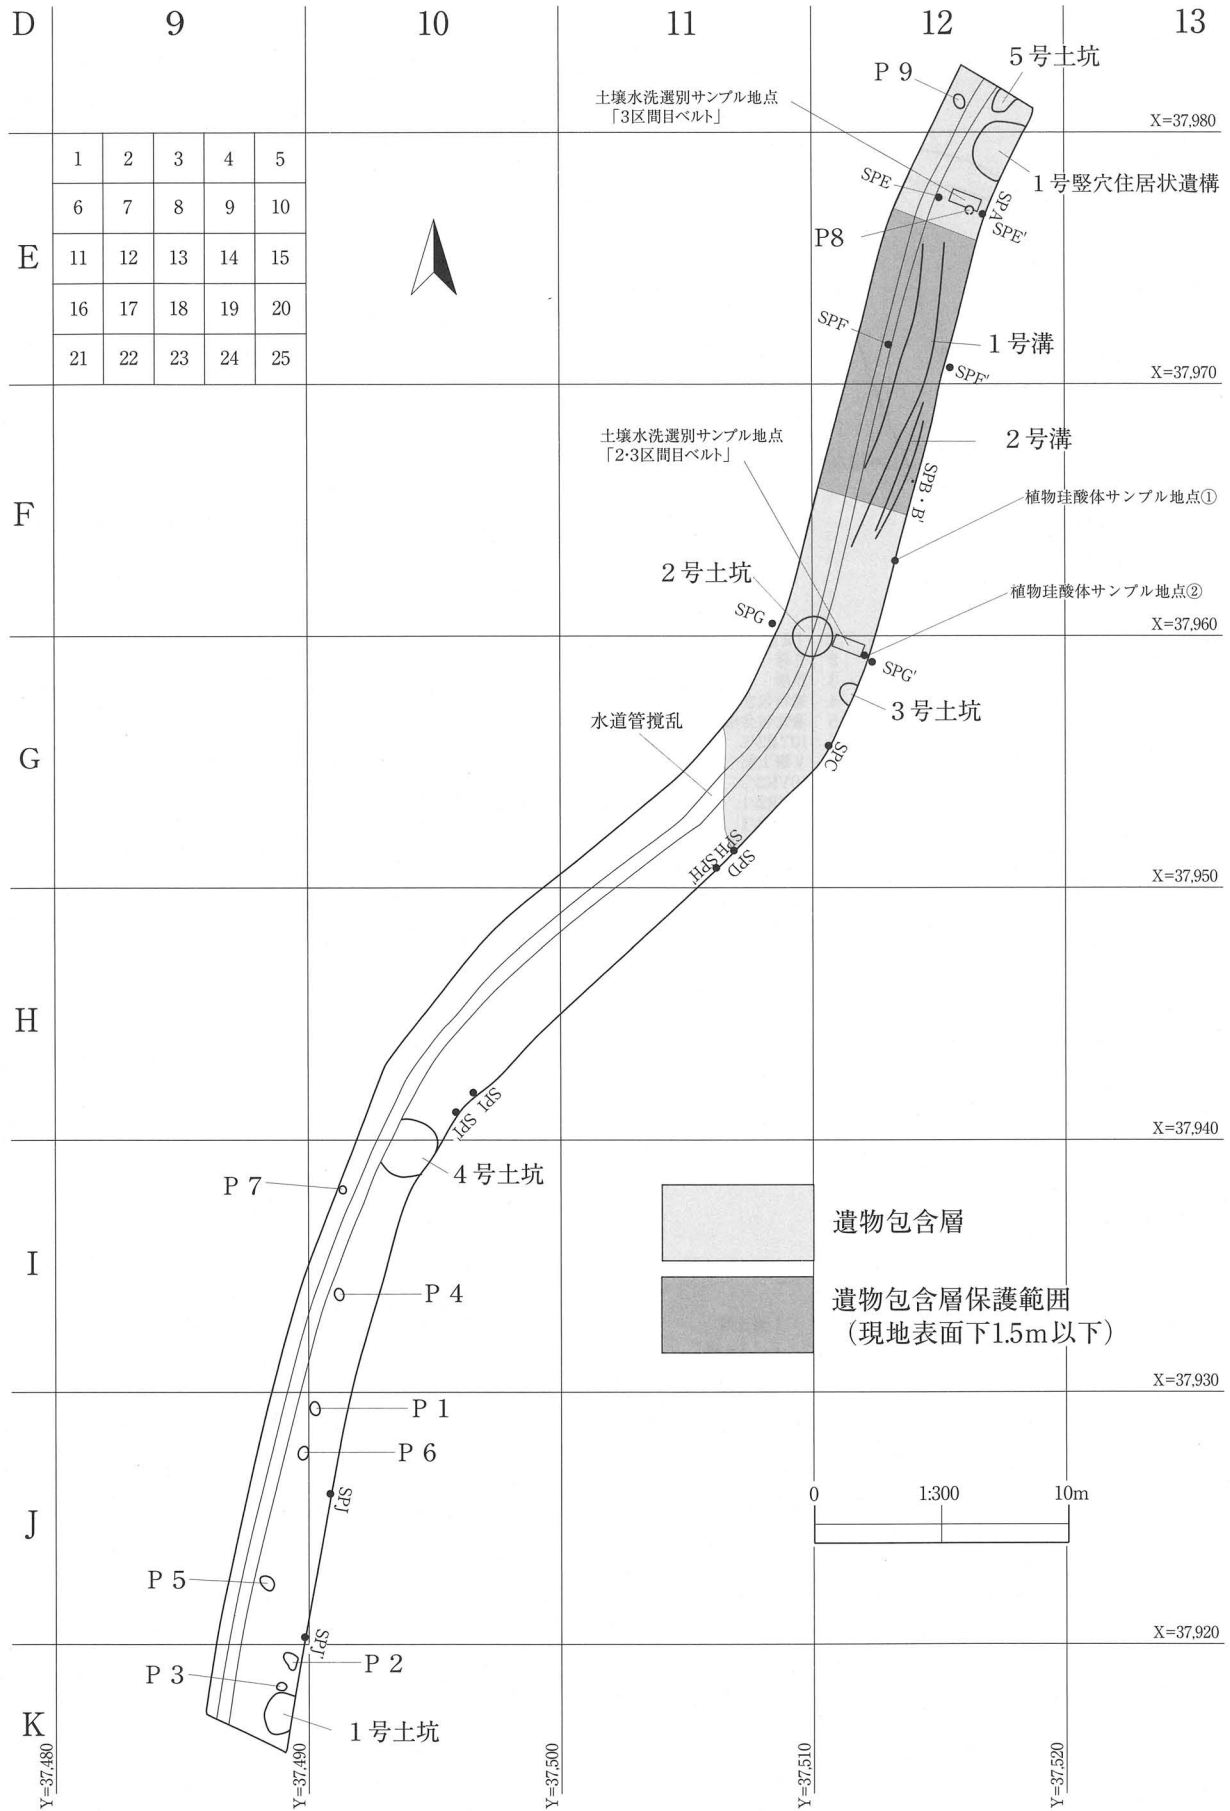 D 9 10 11 12 13
5号土坑
P 9
土壌水洗選別サンプル地点
「3区間目ベルト」
X=37,980
1 2 3 4 5
6 7 8 9 10
11 12 13 14 15
16 17 18 19 20
21 22 23 24 25
1号竪穴住居状遺構
SPE
SPA
SPE'
P8
E
SPF
1号溝
X=37,970
SPF'
土壌水洗選別サンプル地点
「2・3区間目ベルト」
2号溝
SPB・B'
植物珪酸体サンプル地点①
F
2号土坑
植物珪酸体サンプル地点②
SPG
X=37,960
SPG'
3号土坑
水道管撹乱
SPC
G
SPH
SPD
SPH'
X=37,950
H
SPI
SPI'
X=37,940
4号土坑
P 7
遺物包含層
I
P 4
遺物包含層保護範囲
（現地表面下1.5m以下）
X=37,930
P 1
P 6
SPJ
0 1:300 10m
J
P 5
SPJ'
X=37,920
P 2
P 3
K
1号土坑
Y=37,480
Y=37,490
Y=37,500
Y=37,510
Y=37,520